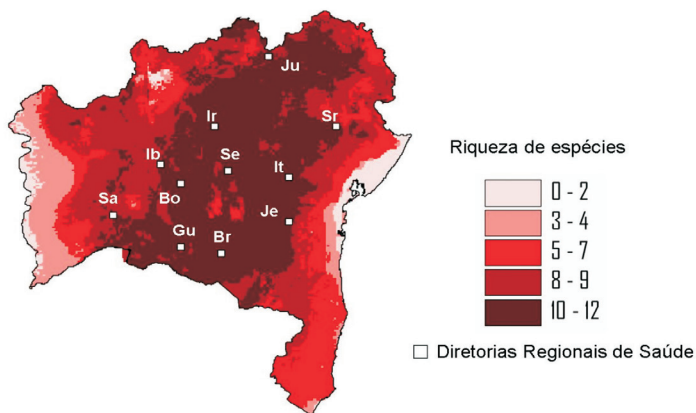 Ju
Ir
Sr
Ib
Se
It
Bo
Sa
Je
Gu
Br
Riqueza de espécies
0 - 2
3 - 4
5 - 7
8 - 9
10 - 12
Diretorias Regionais de Saúde